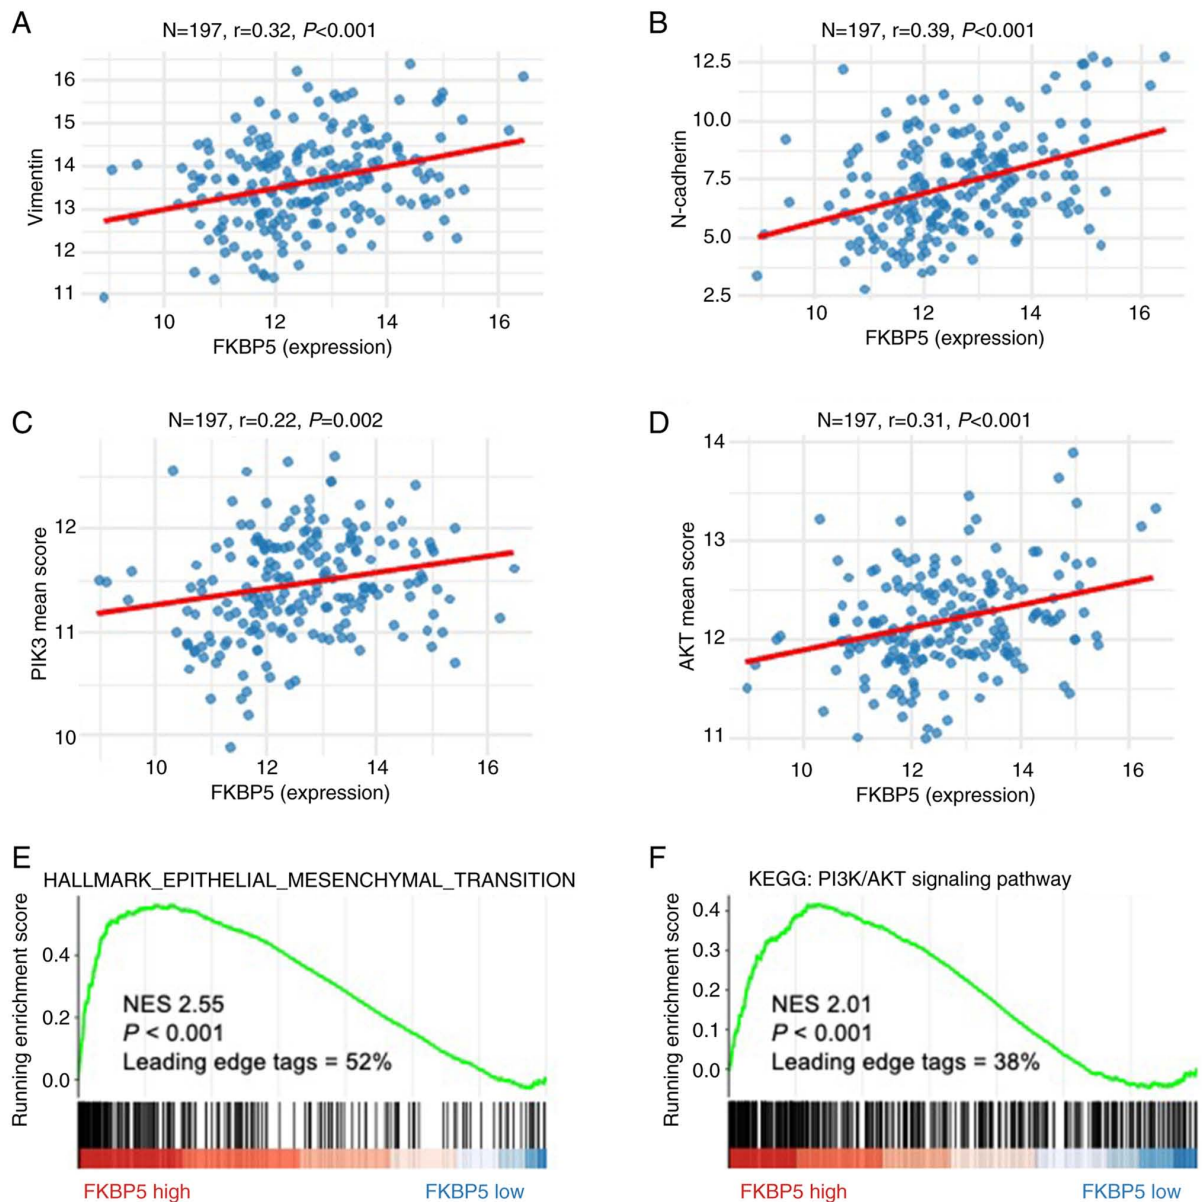 A
N=197, r=0.32, P<0.001
Vimentin
16
15
14
13
12
11
10 12 14 16
FKBP5 (expression)
B
N=197, r=0.39, P<0.001
N-cadherin
12.5
10.0
7.5
5.0
2.5
10 12 14 16
FKBP5 (expression)
C
N=197, r=0.22, P=0.002
PIK3 mean score
12
11
10
10 12 14 16
FKBP5 (expression)
D
N=197, r=0.31, P<0.001
AKT mean score
14
13
12
11
10 12 14 16
FKBP5 (expression)
E
HALLMARK_EPITHELIAL_MESENCHYMAL_TRANSITION
Running enrichment score
0.4
0.2
0.0
NES 2.55
P < 0.001
Leading edge tags = 52%
FKBP5 high FKBP5 low
F
KEGG: PI3K/AKT signaling pathway
Running enrichment score
0.4
0.3
0.2
0.1
0.0
NES 2.01
P < 0.001
Leading edge tags = 38%
FKBP5 high FKBP5 low